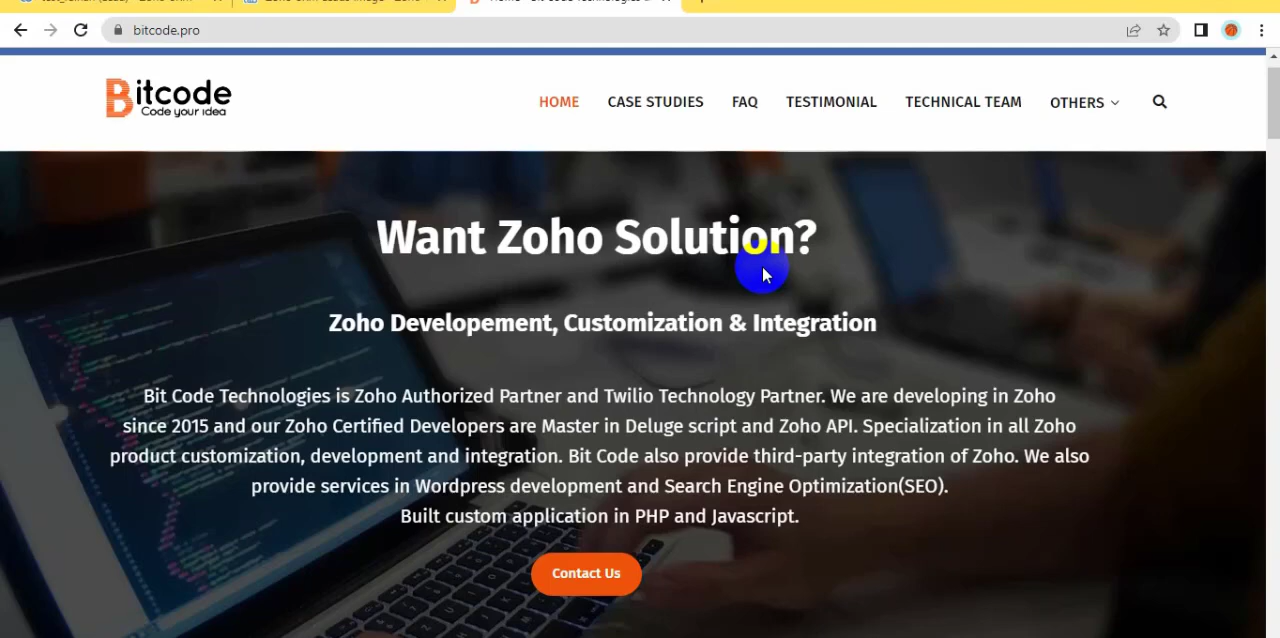 bitcode.pro
Bitcode
Code your idea
HOME CASE STUDIES FAQ TESTIMONIAL TECHNICAL TEAM OTHERS
Want Zoho Solution?
Zoho Developement, Customization & Integration
Bit Code Technologies is Zoho Authorized Partner and Twilio Technology Partner. We are developing in Zoho
since 2015 and our Zoho Certified Developers are Master in Deluge script and Zoho API. Specialization in all Zoho
product customization, development and integration. Bit Code also provide third-party integration of Zoho. We also
provide services in Wordpress development and Search Engine Optimization(SEO).
Built custom application in PHP and Javascript.
Contact Us